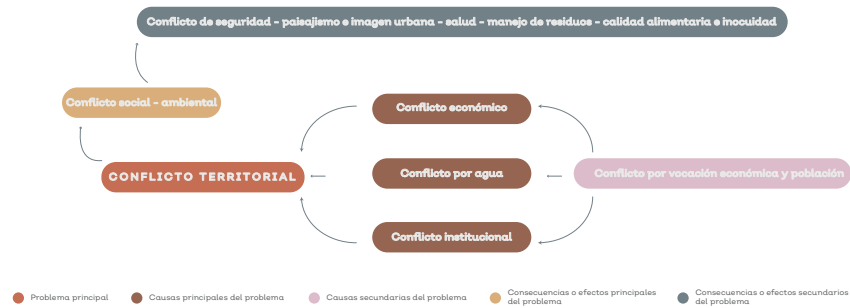 Conflicto de seguridad - paisajismo e imagen urbana - salud - manejo de residuos - calidad alimentaria e inocuidad
Conflicto social - ambiental
Conflicto económico
CONFLICTO TERRITORIAL
Conflicto por agua
Conflicto por vocación económica y población
Conflicto institucional
Problema principal
Causas principales del problema
Causas secundarias del problema
Consecuencias o efectos principales
del problema
Consecuencias o efectos secundarios
del problema